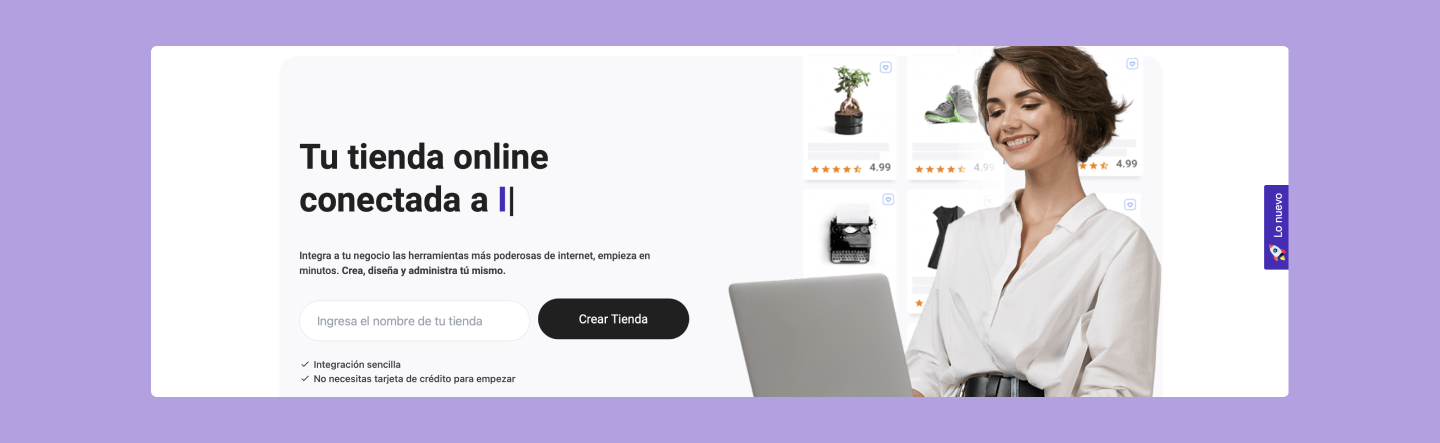 Tu tienda online
conectada a I|
Integra a tu negocio las herramientas más poderosas de internet, empieza en
minutos. Crea, diseña y administra tú mismo.
Ingresa el nombre de tu tienda
Crear Tienda
Integración sencilla
No necesitas tarjeta de crédito para empezar
4.99
4.99
4.99
Lo nuevo